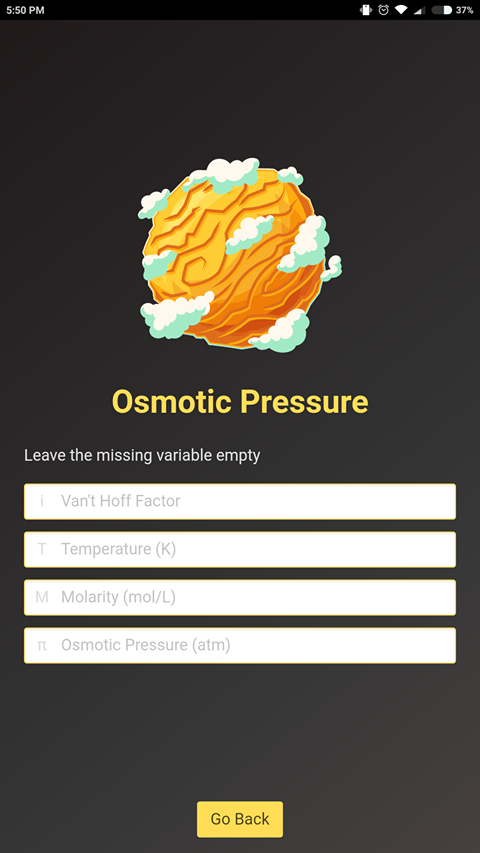 5:50 PM 37%
Osmotic Pressure
Leave the missing variable empty
i Van't Hoff Factor
T Temperature (K)
M Molarity (mol/L)
π Osmotic Pressure (atm)
Go Back